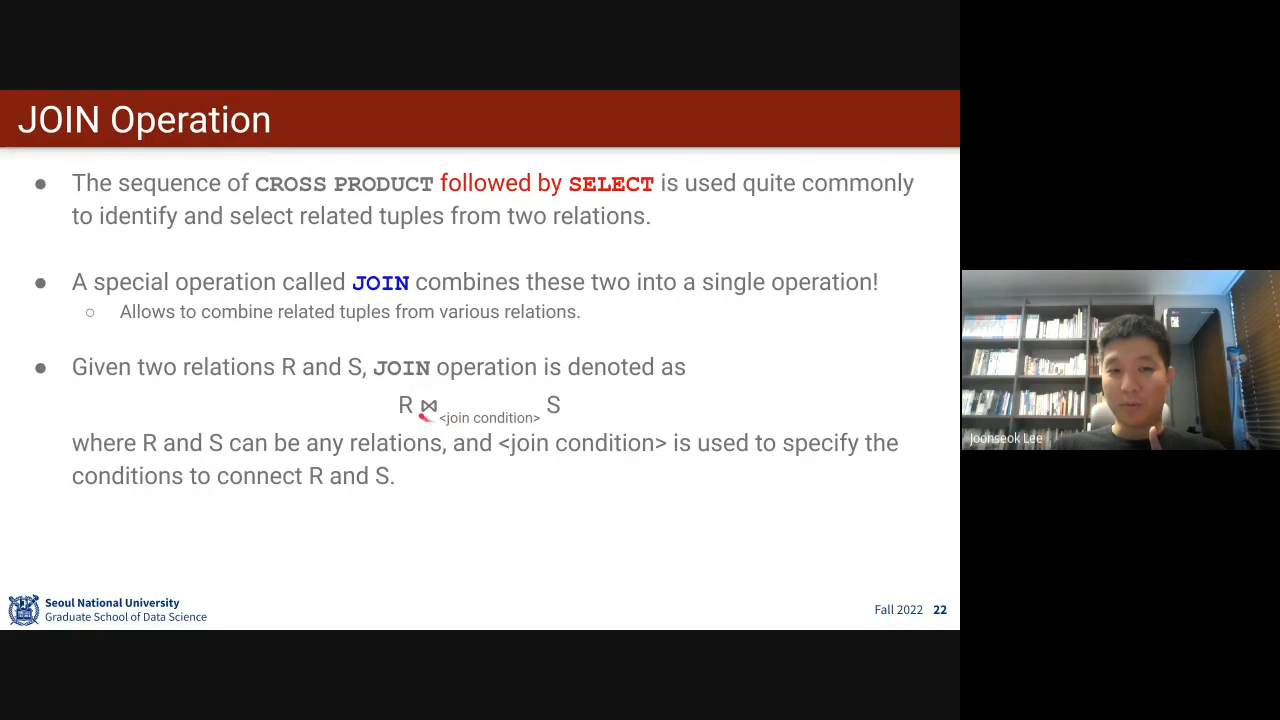 JOIN Operation
● The sequence of CROSS PRODUCT followed by SELECT is used quite commonly
to identify and select related tuples from two relations.
● A special operation called JOIN combines these two into a single operation!
○ Allows to combine related tuples from various relations.
● Given two relations R and S, JOIN operation is denoted as
R ⋈ <join condition> S
where R and S can be any relations, and <join condition> is used to specify the
conditions to connect R and S.
Joonseok Lee
Seoul National University
Graduate School of Data Science
Fall 2022 22